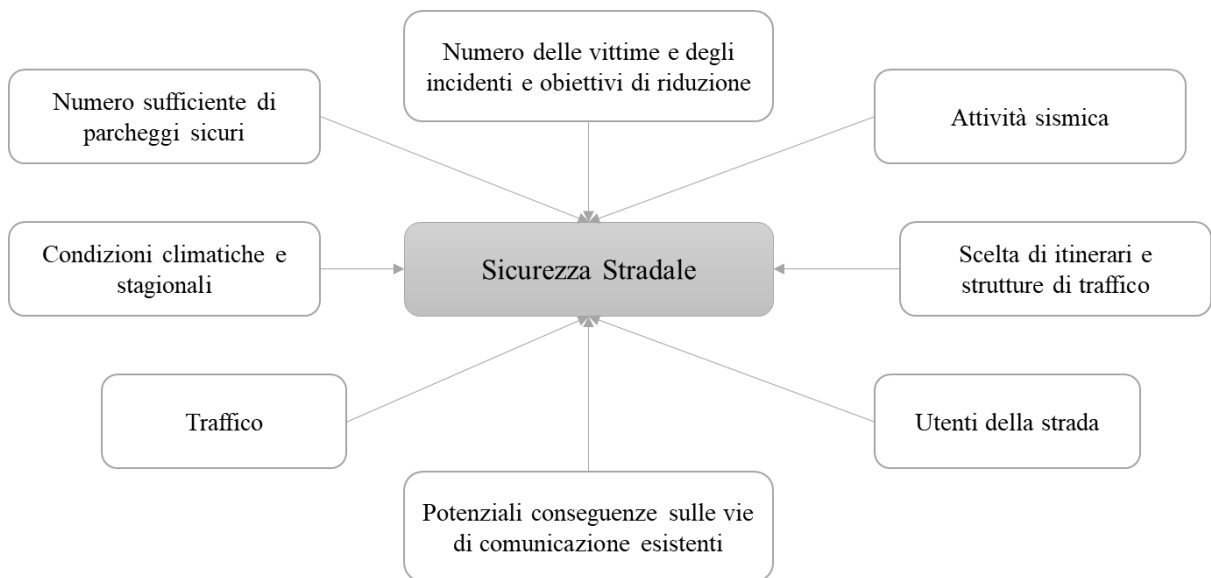 Numero delle vittime e degli
incidenti e obiettivi di riduzione
Numero sufficiente di
parcheggi sicuri
Attività sismica
Condizioni climatiche e
stagionali
Sicurezza Stradale
Scelta di itinerari e
strutture di traffico
Traffico
Utenti della strada
Potenziali conseguenze sulle vie
di comunicazione esistenti